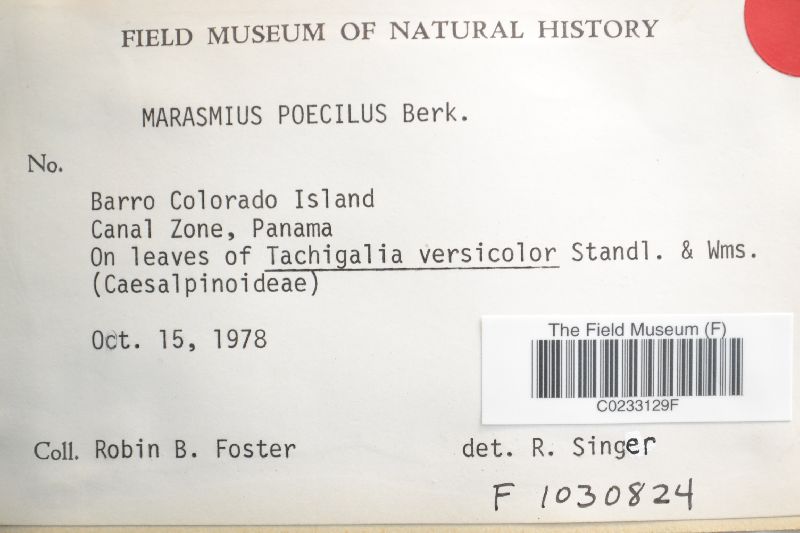 FIELD MUSEUM OF NATURAL HISTORY
MARASMIUS POECILUS Berk.
No.
Barro Colorado Island
Canal Zone, Panama
On leaves of Tachigalia versicolor Standl. & Wms.
(Caesalpinoideae)
Oct. 15, 1978
The Field Museum (F)
C0233129F
Coll. Robin B. Foster det. R. Singer
F 1030824